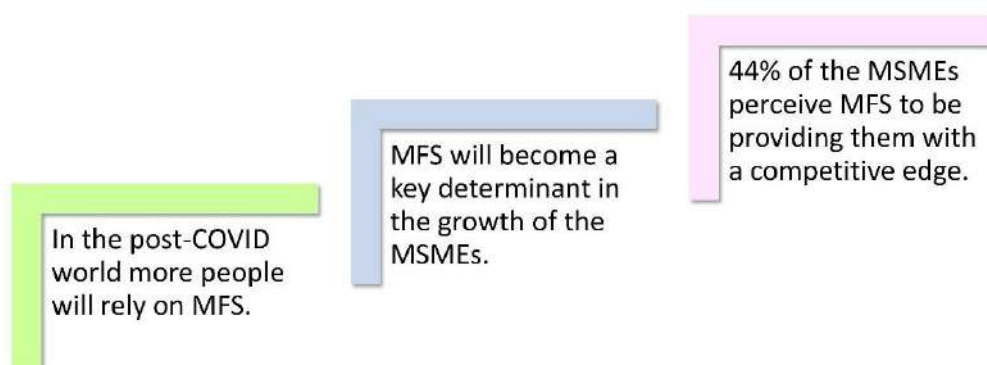 In the post-COVID
world more people
will rely on MFS.
MFS will become a
key determinant in
the growth of the
MSMEs.
44% of the MSMEs
perceive MFS to be
providing them with
a competitive edge.